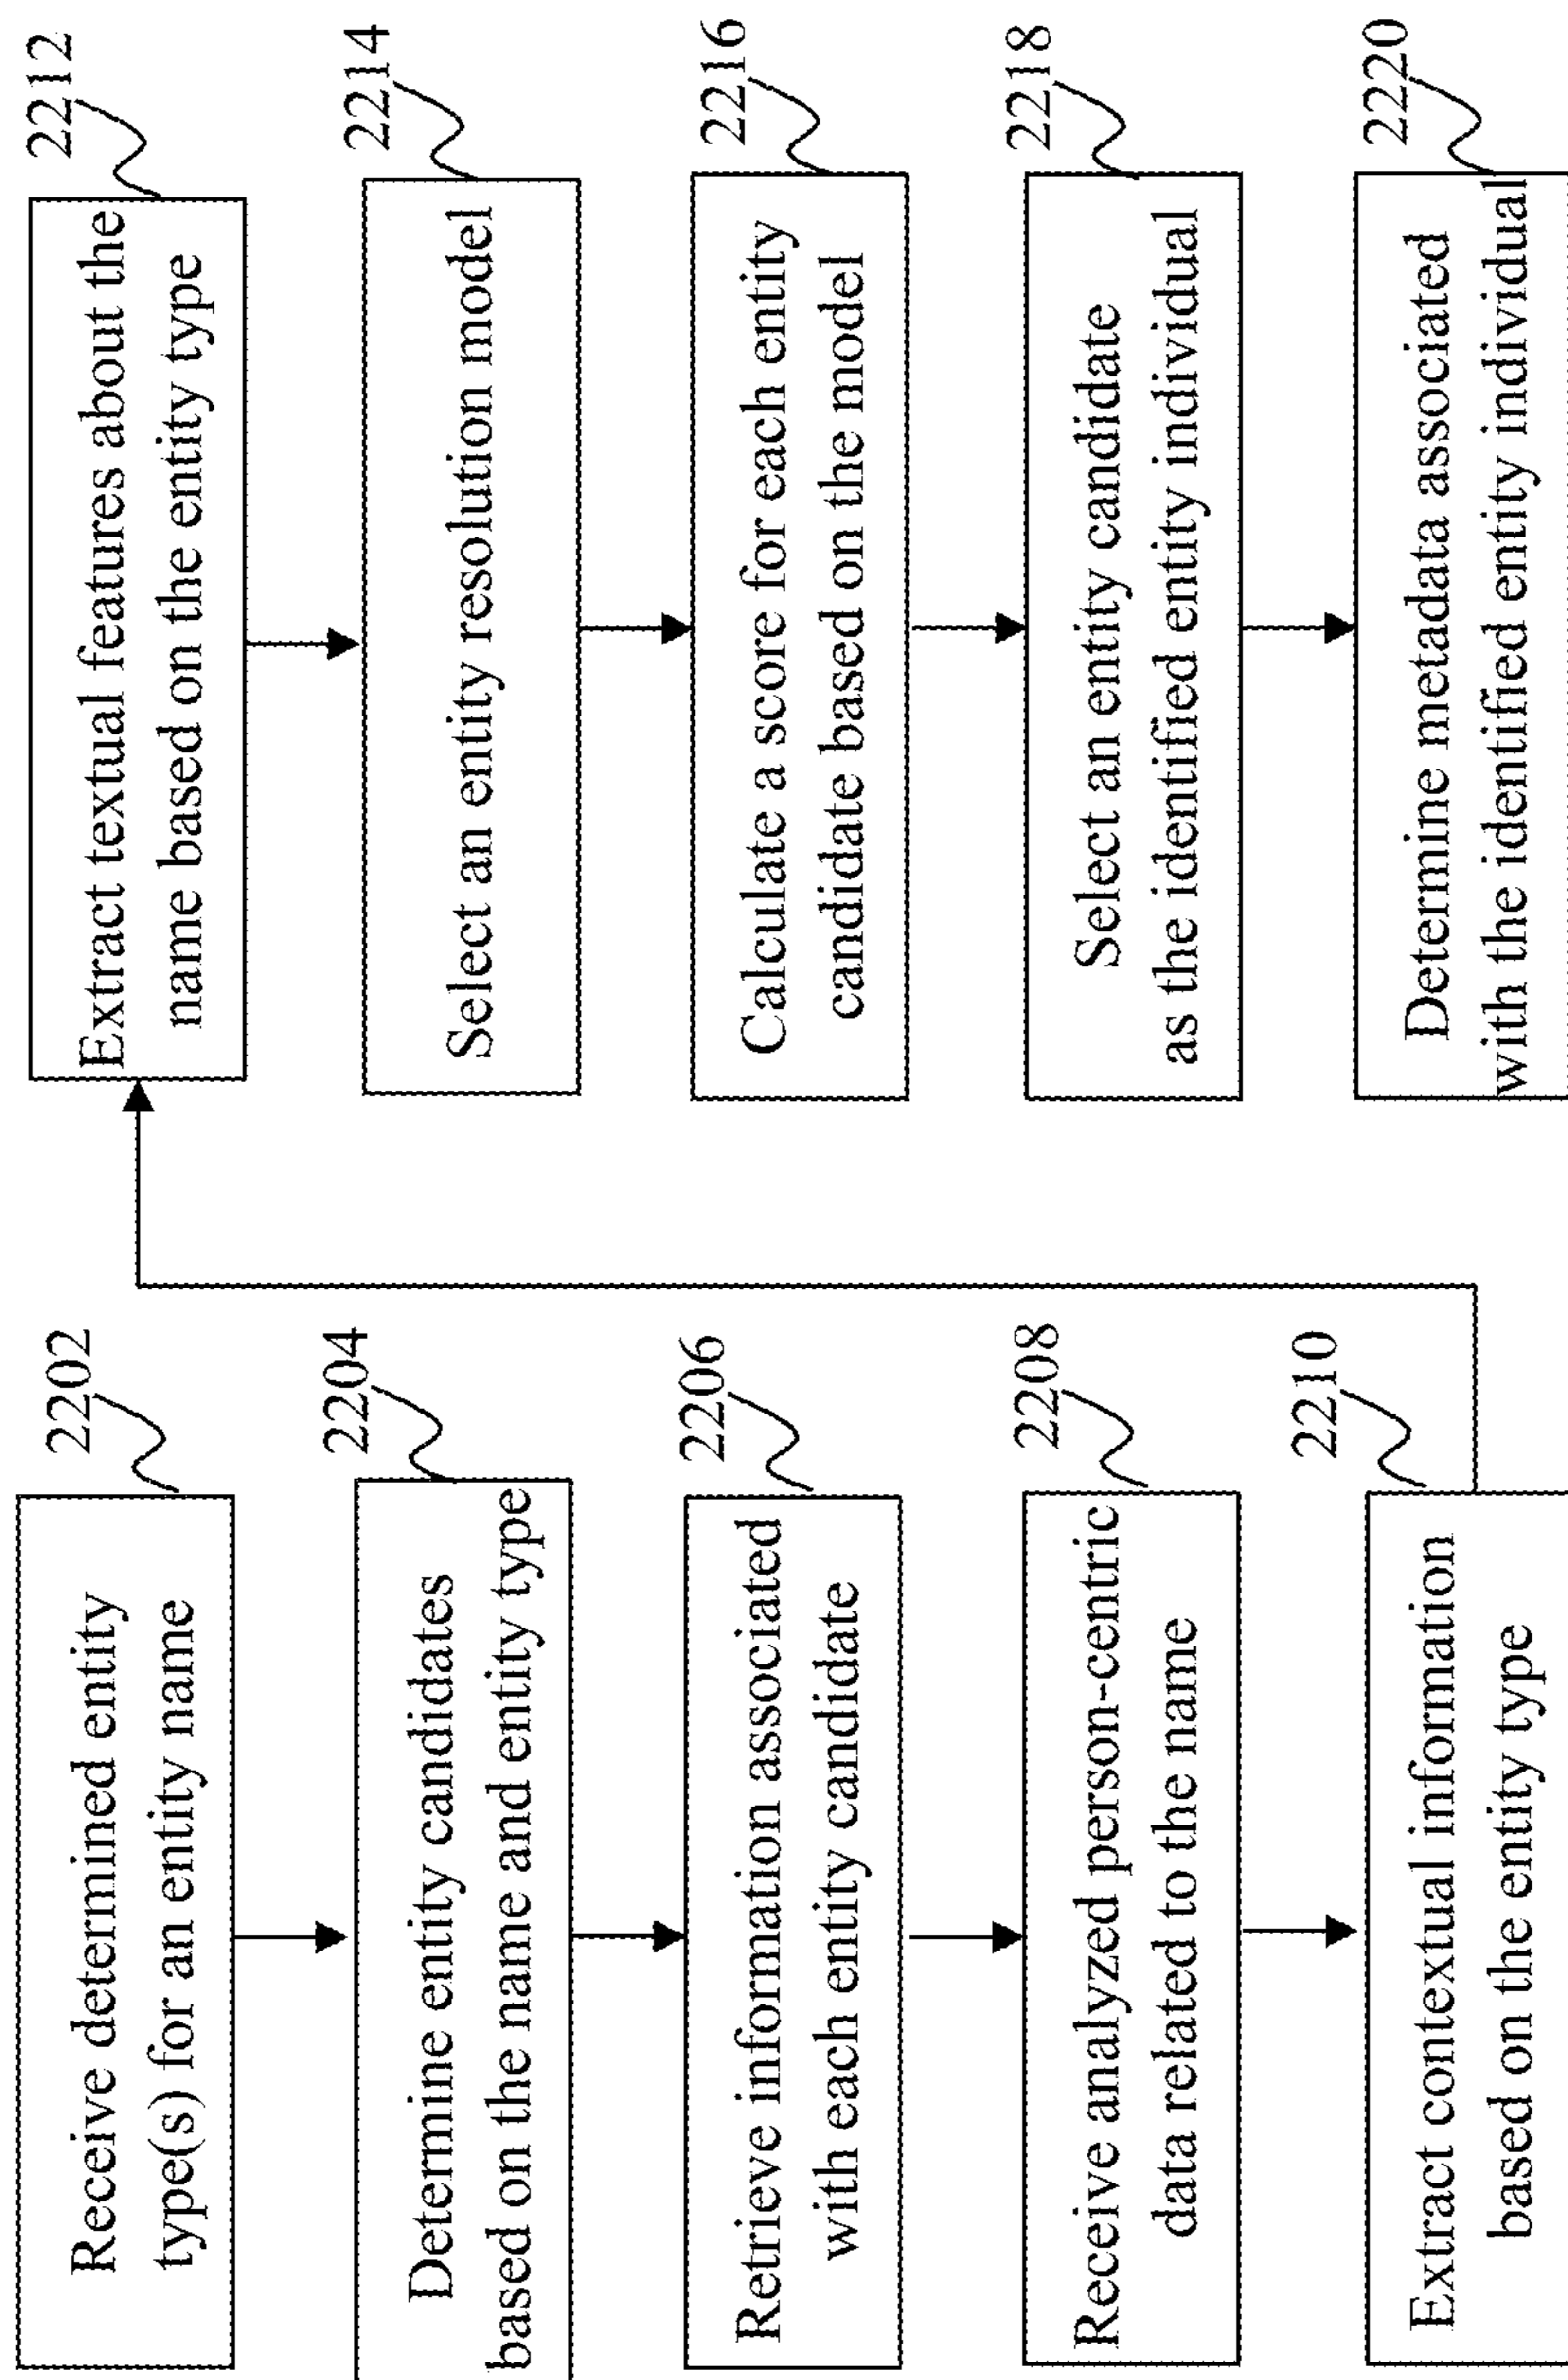 2202
Receive determined entity
type(s) for an entity name
2204
Determine entity candidates
based on the name and entity type
2206
Retrieve information associated
with each entity candidate
2208
Receive analyzed person-centric
data related to the name
2210
Extract contextual information
based on the entity type
2212
Extract textual features about the
name based on the entity type
2214
Select an entity resolution model
2216
Calculate a score for each entity
candidate based on the model
2218
Select an entity candidate
as the identified entity individual
2220
Determine metadata associated
with the identified entity individual